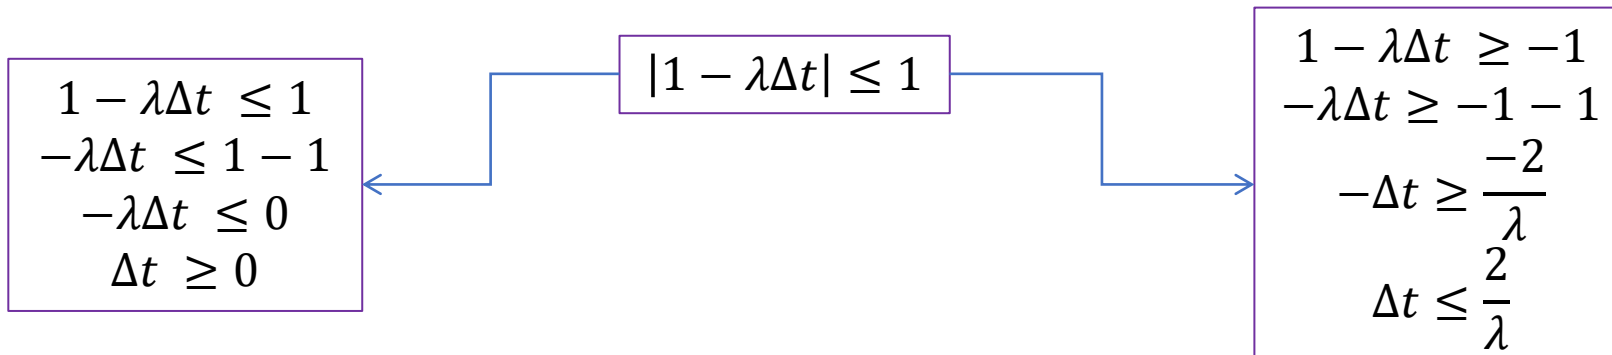 |1 − λΔt| ≤ 1
1 − λΔt ≤ 1
−λΔt ≤ 1 − 1
−λΔt ≤ 0
Δt ≥ 0
1 − λΔt ≥ −1
−λΔt ≥ −1 − 1
−Δt ≥ −2/λ
Δt ≤ 2/λ